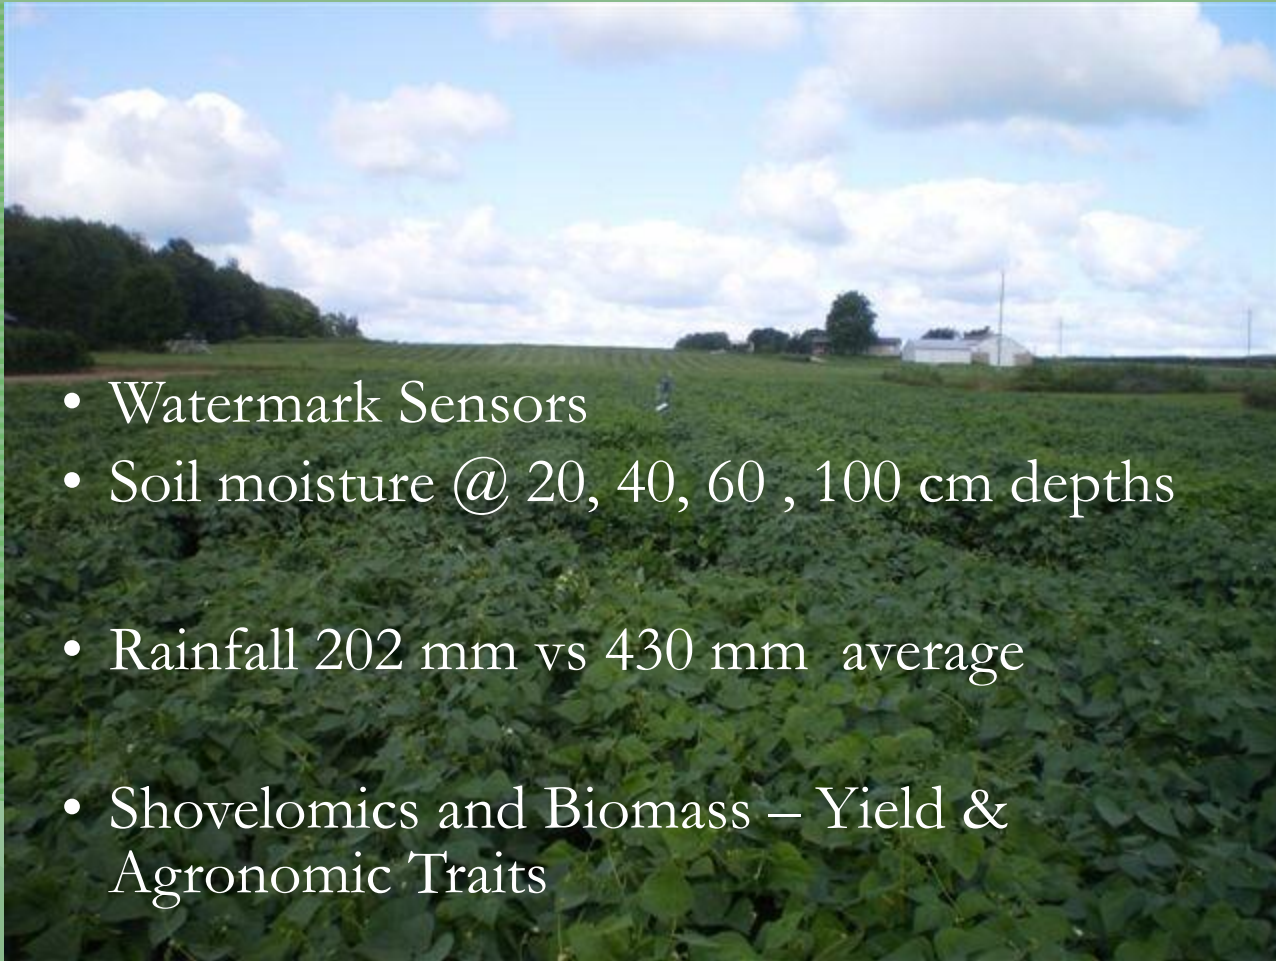 • Watermark Sensors
• Soil moisture @ 20, 40, 60 , 100 cm depths
• Rainfall 202 mm vs 430 mm  average
• Shovelomics and Biomass – Yield &
Agronomic Traits